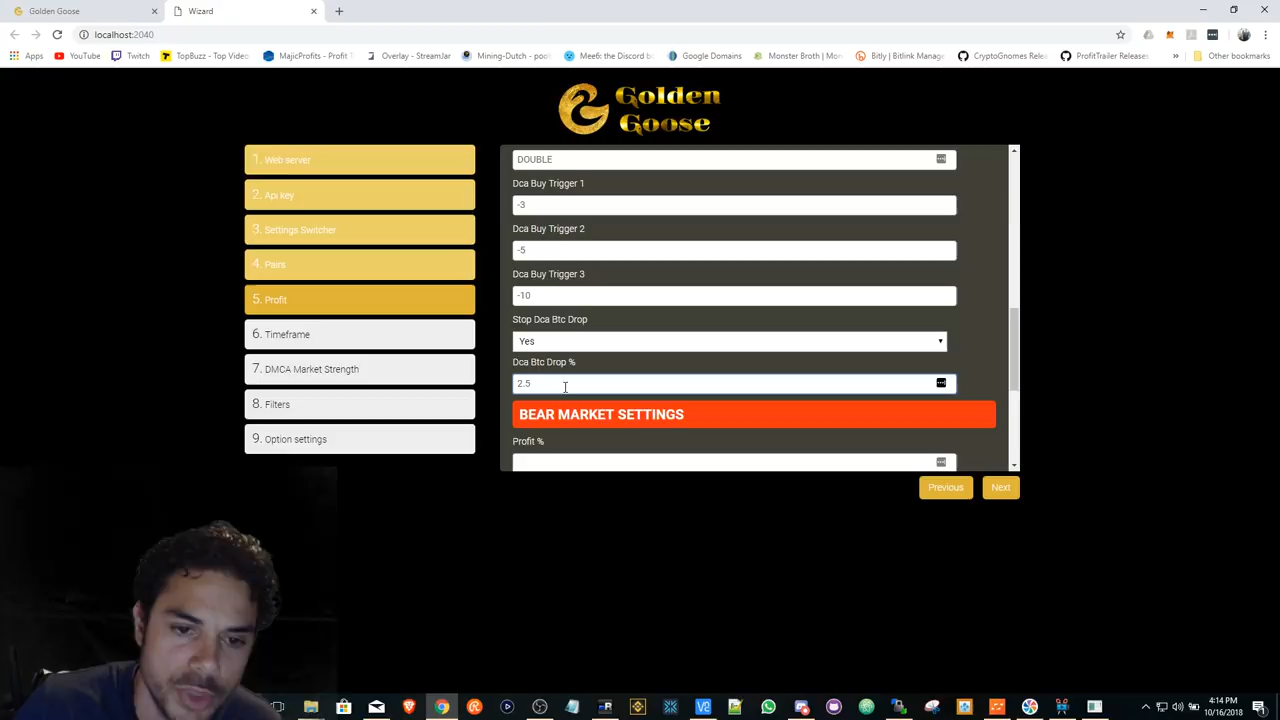 Golden Goose
Wizard
localhost:2040
Apps
YouTube
Twitch
TopBuzz - Top Video
MajicProfits - Profit T
Overlay - StreamJar
Mining-Dutch - pool
Mee6: the Discord b
Google Domains
Monster Broth | Mon
Bitly | Bitlink Manage
CryptoGnomes Relea
ProfitTrailer Releases
»
Other bookmarks
Golden
Goose
1. Web server
2. Api key
3. Settings Switcher
4. Pairs
5. Profit
6. Timeframe
7. DMCA Market Strength
8. Filters
9. Option settings
DOUBLE
Dca Buy Trigger 1
-3
Dca Buy Trigger 2
-5
Dca Buy Trigger 3
-10
Stop Dca Btc Drop
Yes
Dca Btc Drop %
2.5
BEAR MARKET SETTINGS
Profit %
Previous
Next
4:14 PM
10/16/2018